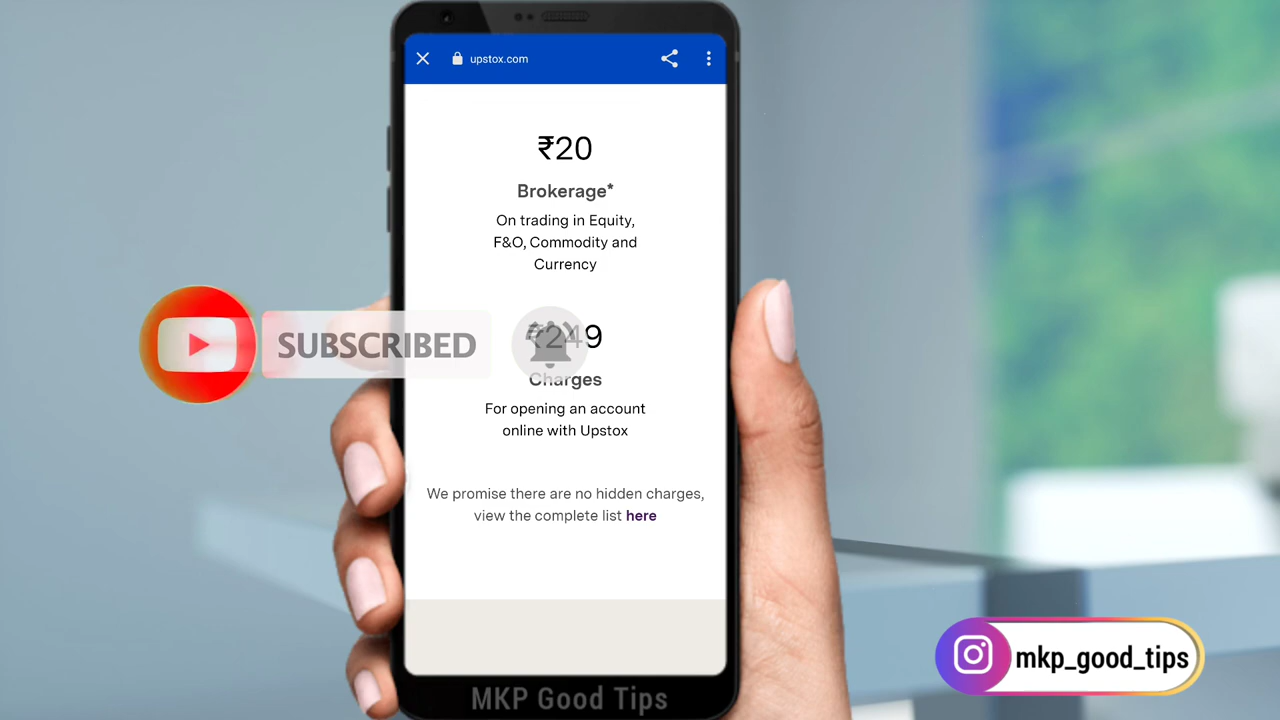 upstox.com
₹20
Brokerage*
On trading in Equity,
F&O, Commodity and
Currency
SUBSCRIBED
₹249
Charges
For opening an account
online with Upstox
We promise there are no hidden charges,
view the complete list here
mkp_good_tips
MKP Good Tips